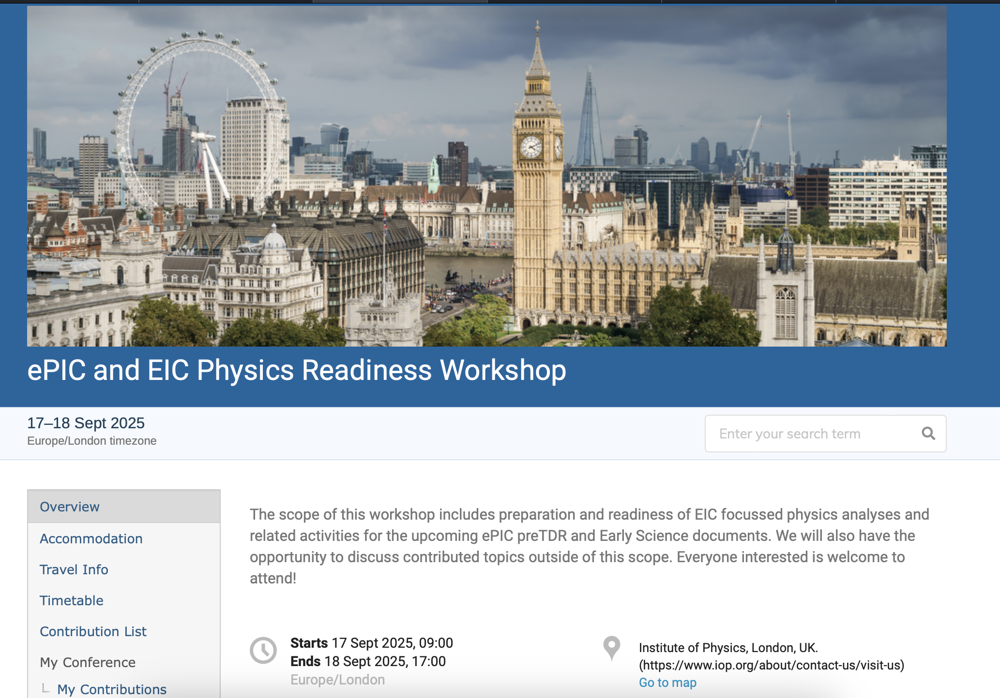 ePIC and EIC Physics Readiness Workshop
17–18 Sept 2025
Europe/London timezone
Enter your search term
Overview
Accommodation
Travel Info
Timetable
Contribution List
My Conference
My Contributions
The scope of this workshop includes preparation and readiness of EIC focussed physics analyses and
related activities for the upcoming ePIC preTDR and Early Science documents. We will also have the
opportunity to discuss contributed topics outside of this scope. Everyone interested is welcome to
attend!
Starts 17 Sept 2025, 09:00
Ends 18 Sept 2025, 17:00
Europe/London
Institute of Physics, London, UK.
(https://www.iop.org/about/contact-us/visit-us)
Go to map